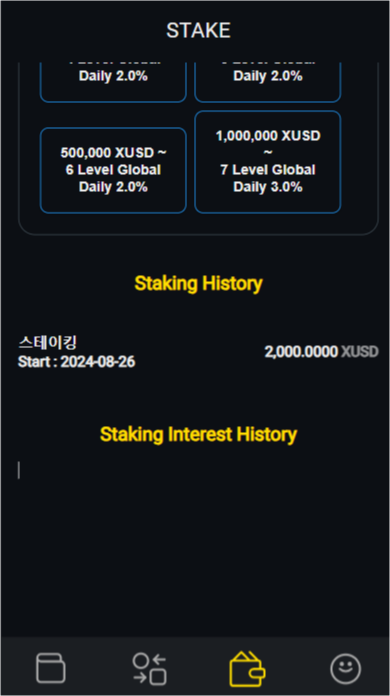 STAKE
Daily 2.0%
Daily 2.0%
500,000 XUSD ~
6 Level Global
Daily 2.0%
1,000,000 XUSD
~
7 Level Global
Daily 3.0%
Staking History
스테이킹
Start : 2024-08-26
2,000.0000 XUSD
Staking Interest History